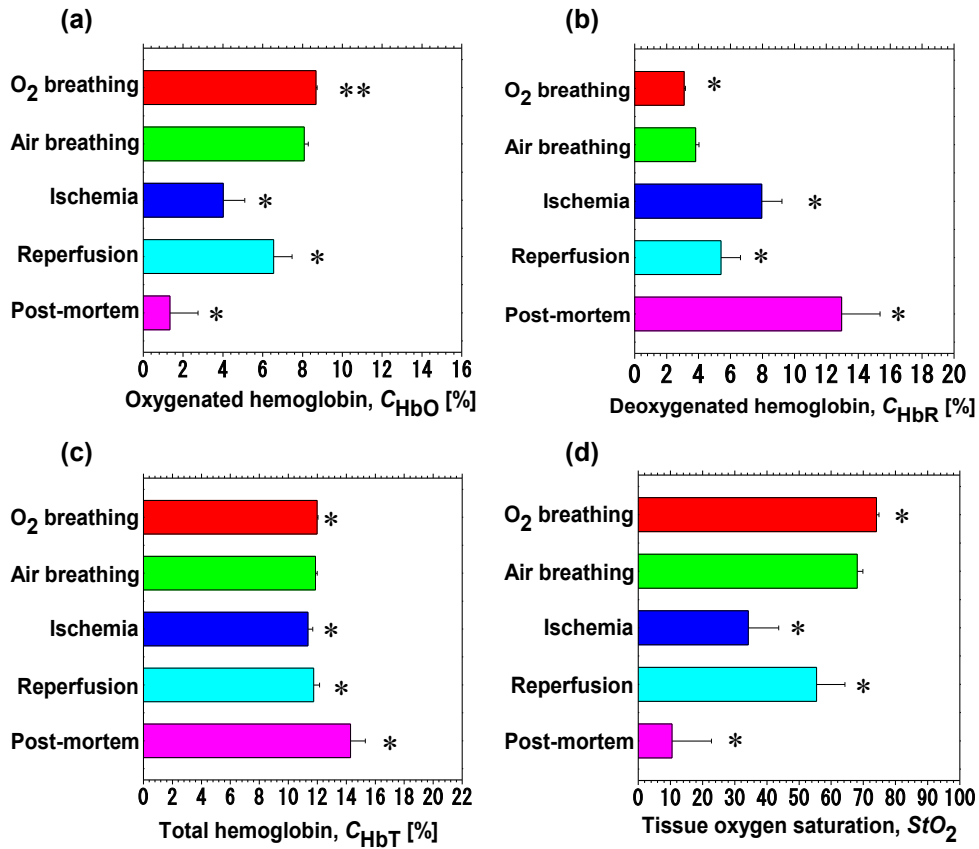 (a)
O2 breathing
**
Air breathing
Ischemia
*
Reperfusion
*
Post-mortem
*
0 2 4 6 8 10 12 14 16
Oxygenated hemoglobin, CHbO [%]
(b)
O2 breathing
*
Air breathing
Ischemia
*
Reperfusion
*
Post-mortem
*
0 2 4 6 8 10 12 14 16 18 20
Deoxygenated hemoglobin, CHbR [%]
(c)
O2 breathing
*
Air breathing
Ischemia
*
Reperfusion
*
Post-mortem
*
0 2 4 6 8 10 12 14 16 18 20 22
Total hemoglobin, CHbT [%]
(d)
O2 breathing
*
Air breathing
Ischemia
*
Reperfusion
*
Post-mortem
*
0 10 20 30 40 50 60 70 80 90 100
Tissue oxygen saturation, StO2